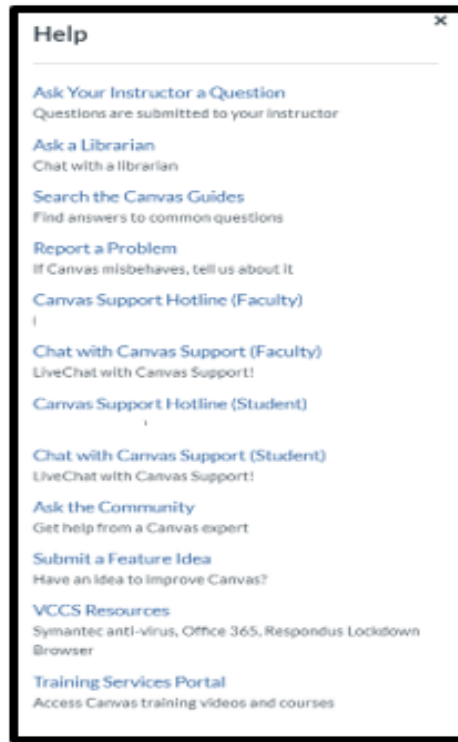 ×
Help
Ask Your Instructor a Question
Questions are submitted to your instructor
Ask a Librarian
Chat with a librarian
Search the Canvas Guides
Find answers to common questions
Report a Problem
If Canvas misbehaves, tell us about it
Canvas Support Hotline (Faculty)
Chat with Canvas Support (Faculty)
LiveChat with Canvas Support!
Canvas Support Hotline (Student)
Chat with Canvas Support (Student)
LiveChat with Canvas Support!
Ask the Community
Get help from a Canvas expert
Submit a Feature Idea
Have an idea to improve Canvas?
VCCS Resources
Symantec anti-virus, Office 365, Respondus Lockdown
Browser
Training Services Portal
Access Canvas training videos and courses